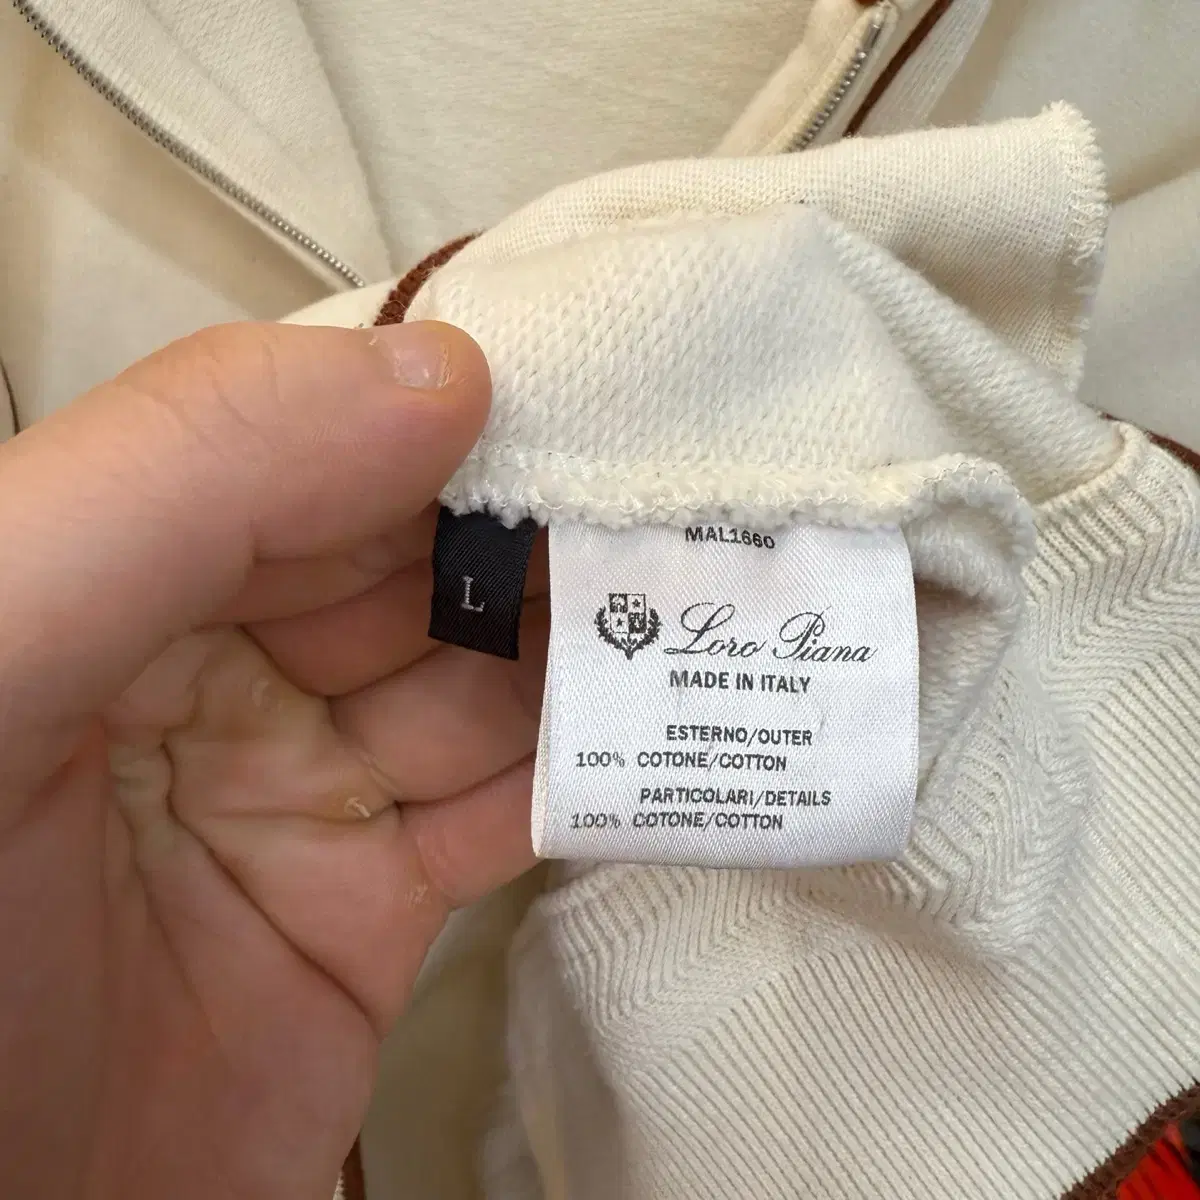 MAL1660
L
Loro Piana
MADE IN ITALY
ESTERNO/OUTER
100% COTONE/COTTON
PARTICOLARI/DETAILS
100% COTONE/COTTON